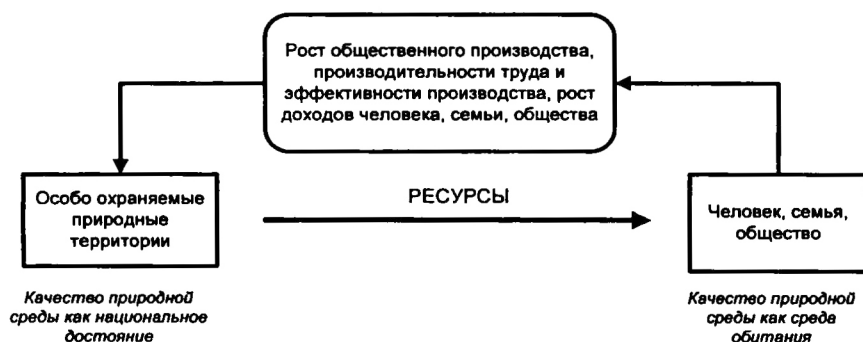 Рост общественного производства,
производительности труда и
эффективности производства, рост
доходов человека, семьи, общества
Особо охраняемые
природные
территории
РЕСУРСЫ
Человек, семья,
общество
Качество природной
среды как национальное
достояние
Качество природной
среды как среда
обитания